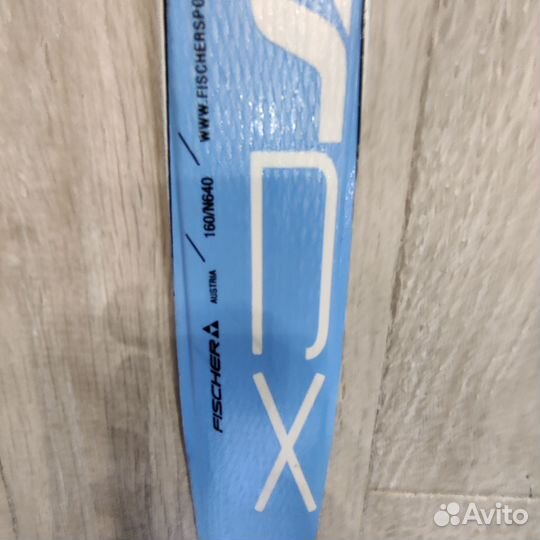 FISCHER AUSTRIA / 160/N640 / WWW.FISCHERSPO
X
Avito